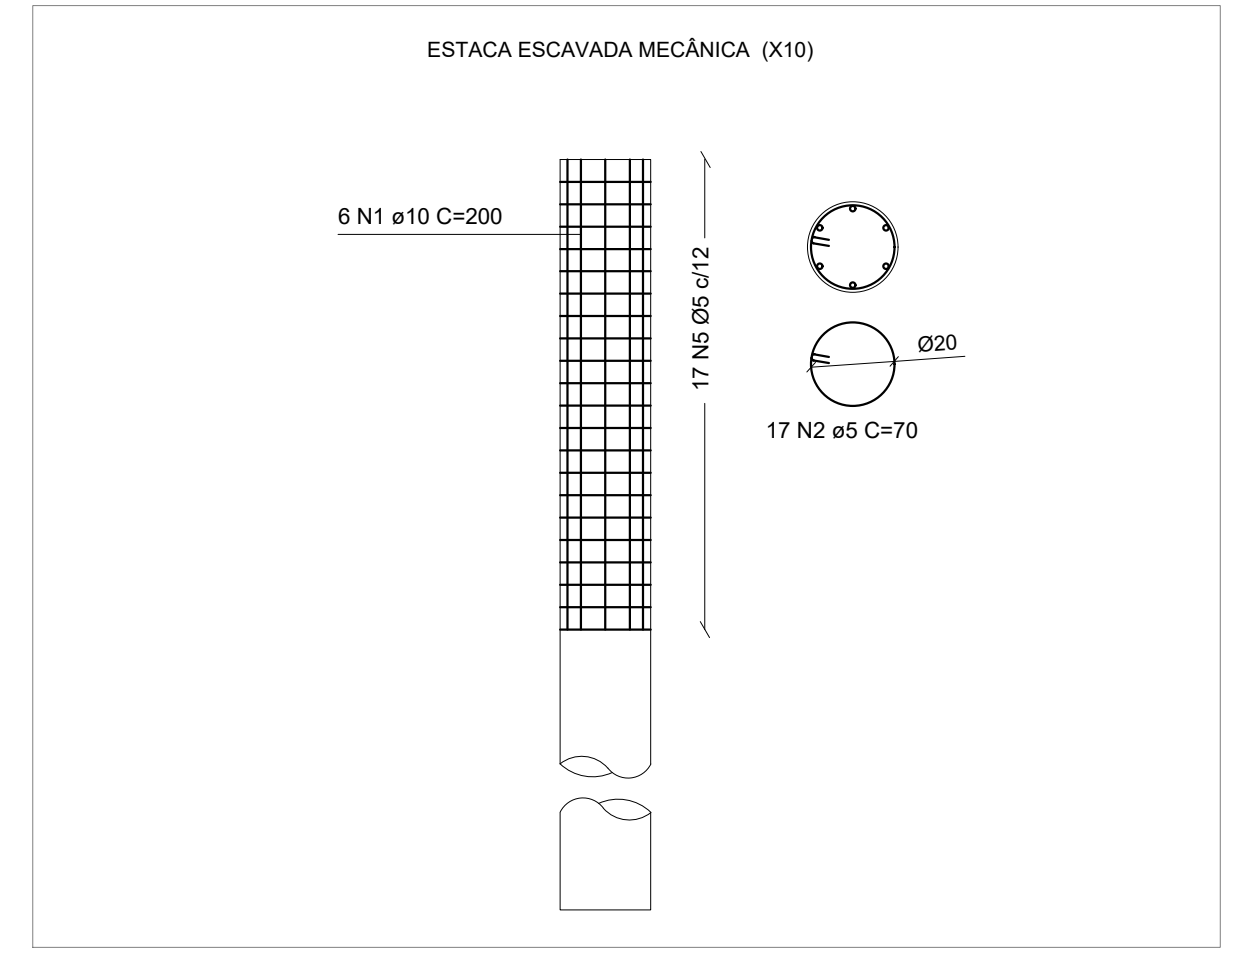 ESTACA ESCAVADA MECÂNICA (X10)
6 N1 ø10 C=200
17 N5 Ø5 c/12
Ø20
17 N2 ø5 C=70